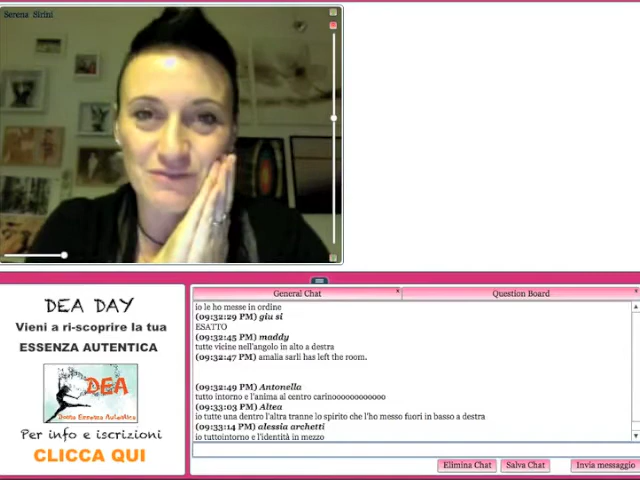 Serena Sirini
DEA DAY
Vieni a ri-scoprire la tua
ESSENZA AUTENTICA
DEA
Donna Essenza Autentica
Per info e iscrizioni
CLICCA QUI
General Chat
Question Board
io le ho messe in ordine
(09:32:29 PM) giu si
ESATTO
(09:32:45 PM) maddy
tutte vicine nell'angolo in alto a destra
(09:32:47 PM) amalia sarli has left the room.
(09:32:49 PM) Antonella
tutto intorno e l'anima al centro carinooooooooooo
(09:33:03 PM) Altea
io tutte una dentro l'altra tranne lo spirito che l'ho messo fuori in basso a destra
(09:33:14 PM) alessia archetti
io tuttointorno e l'identità in mezzo
Elimina Chat
Salva Chat
Invia messaggio